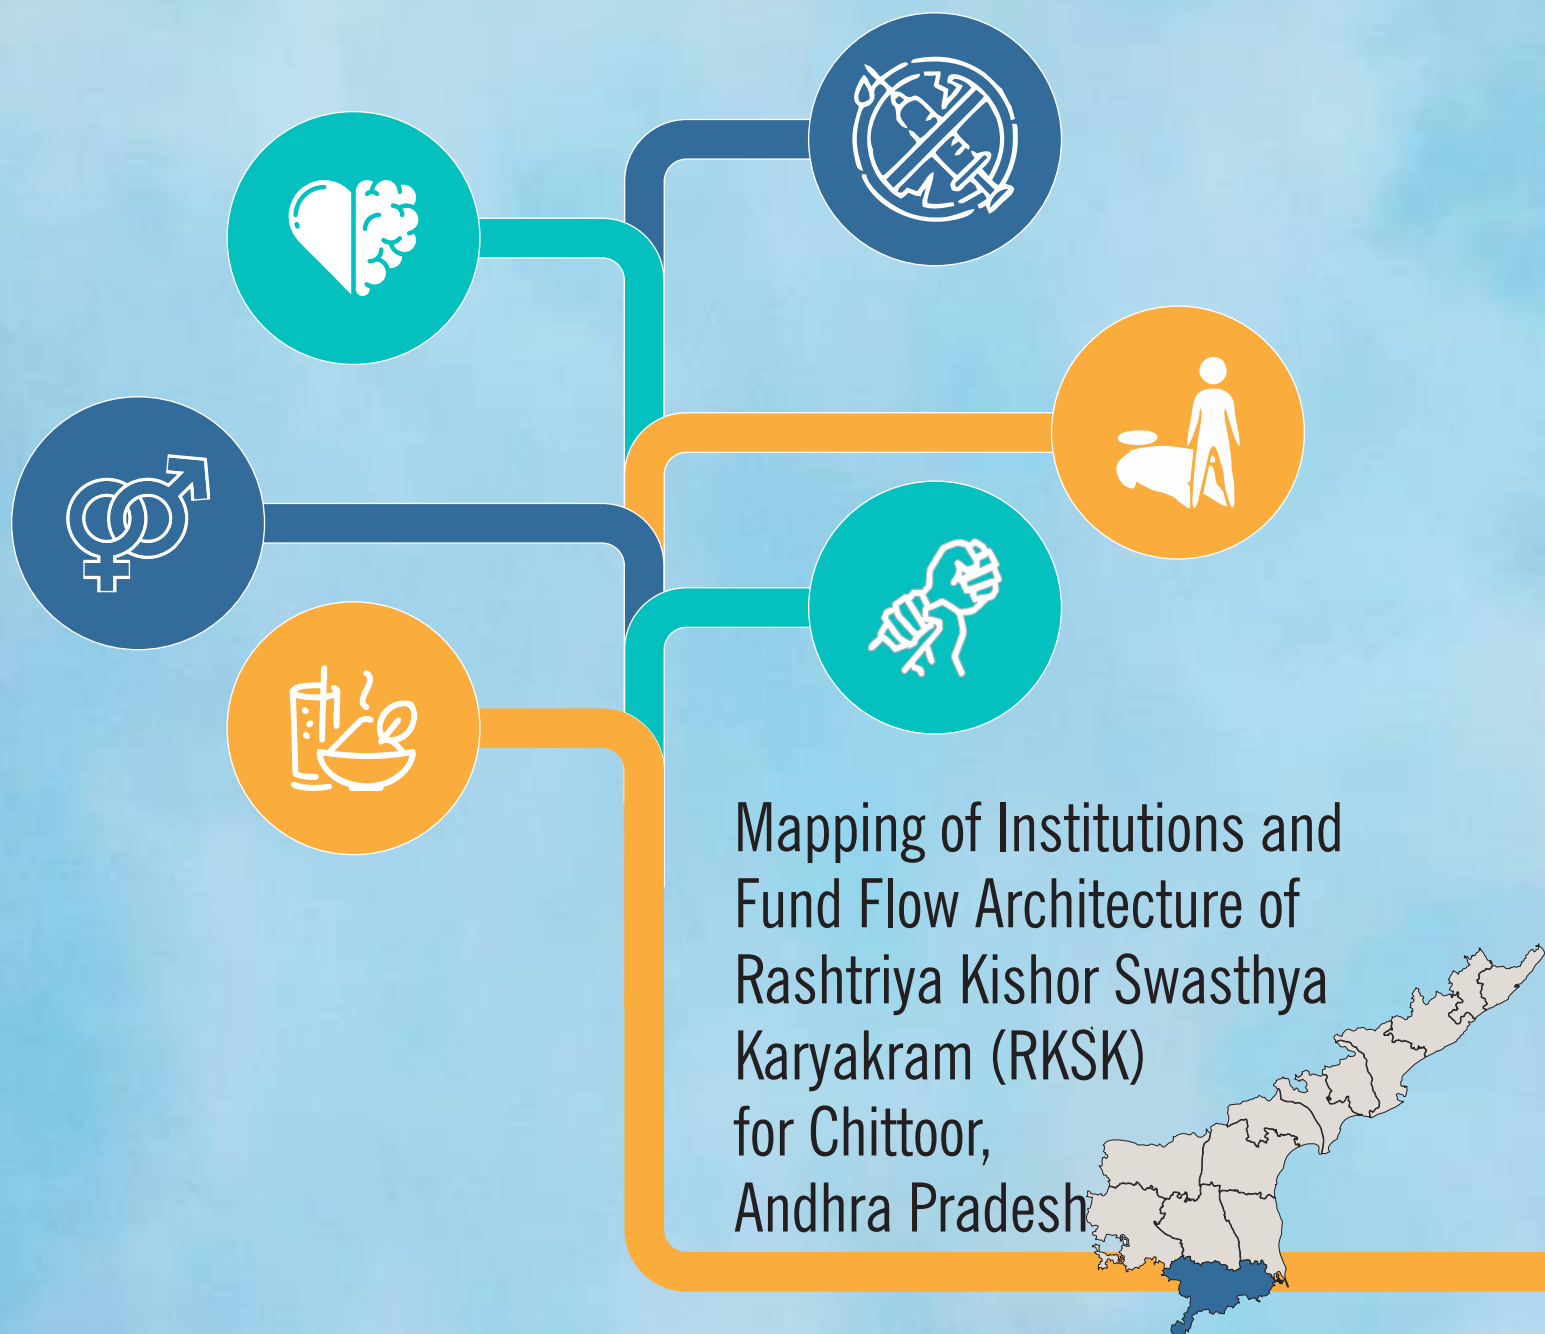 Mapping of Institutions and
Fund Flow Architecture of
Rashtriya Kishor Swasthya
Karyakram (RKSK)
for Chittoor,
Andhra Pradesh